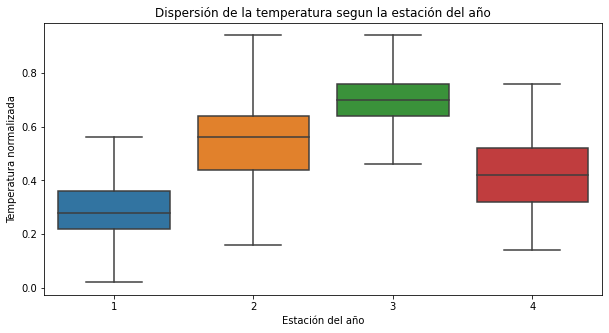 Dispersión de la temperatura segun la estación del año
Temperatura normalizada
0.8
0.6
0.4
0.2
0.0
1 2 3 4
Estación del año